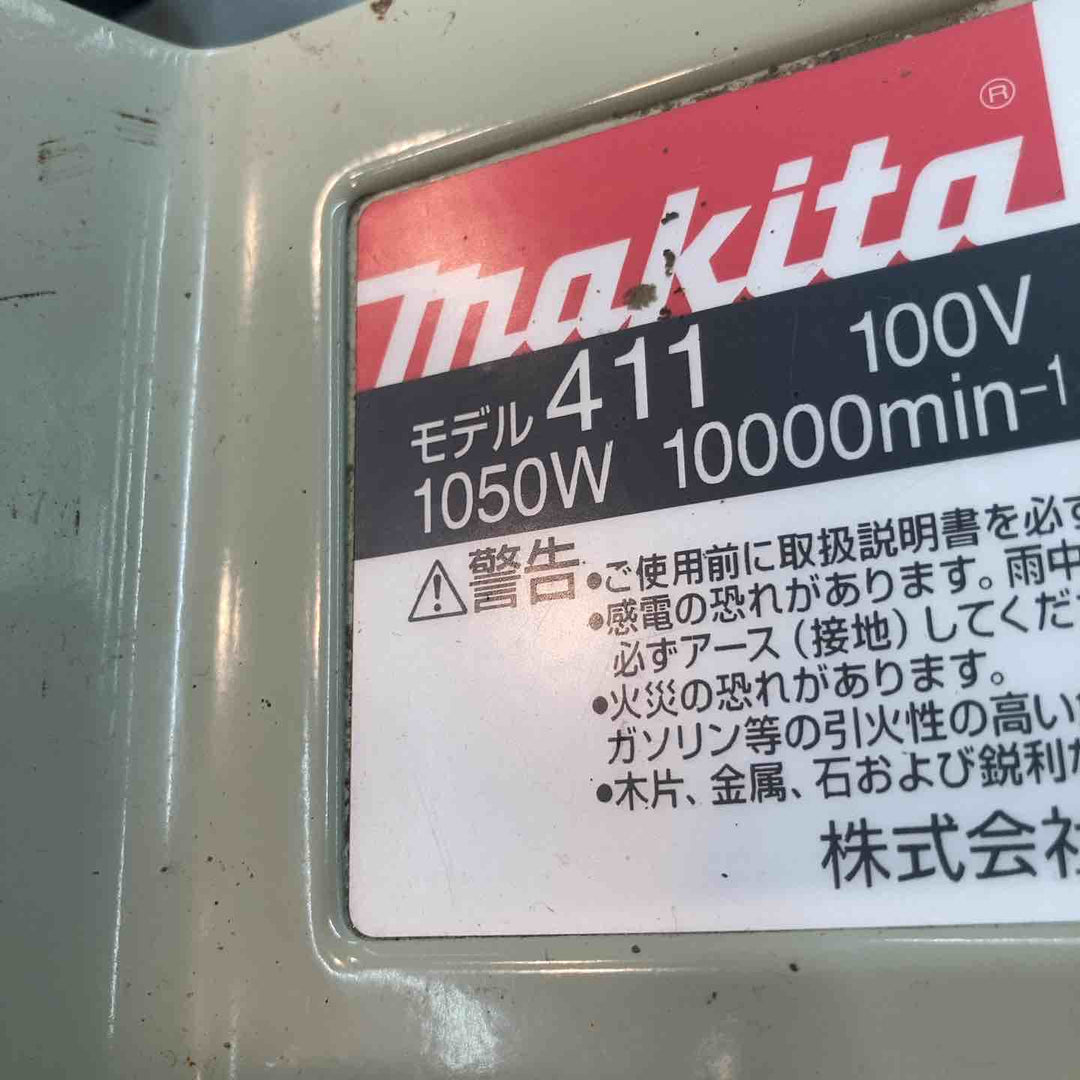 makita®
モデル 411 100V
1050W 10000min-1
⚠警告 •ご使用前に取扱説明書を必ず
•感電の恐れがあります。雨中
必ずアース(接地)してくだ
•火災の恐れがあります。
ガソリン等の引火性の高い
•木片、金属、石および鋭利
株式会社